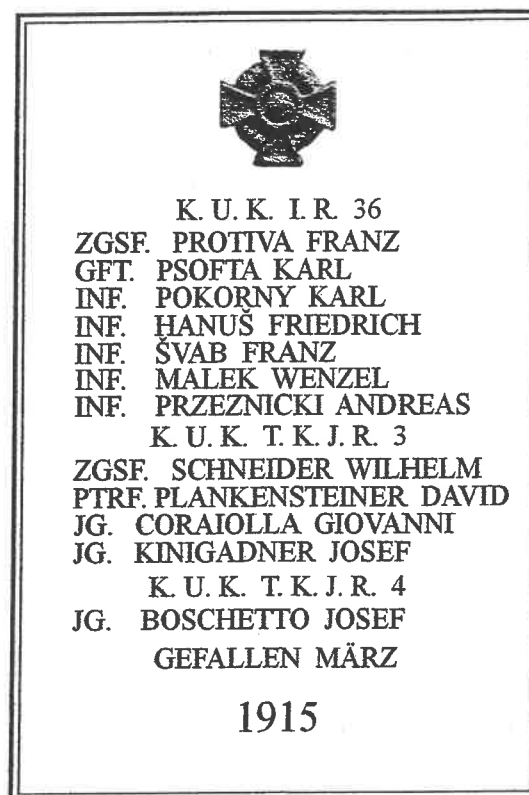 K. U. K. I. R. 36
ZGSF. PROTIVA FRANZ
GFT. PSOFTA KARL
INF. POKORNY KARL
INF. HANUŠ FRIEDRICH
INF. ŠVAB FRANZ
INF. MALEK WENZEL
INF. PRZEZNICKI ANDREAS
K. U. K. T. K. J. R. 3
ZGSF. SCHNEIDER WILHELM
PTRF. PLANKENSTEINER DAVID
JG. CORAIOLLA GIOVANNI
JG. KINIGADNER JOSEF
K. U. K. T. K. J. R. 4
JG. BOSCHETTO JOSEF
GEFALLEN MÄRZ
1915